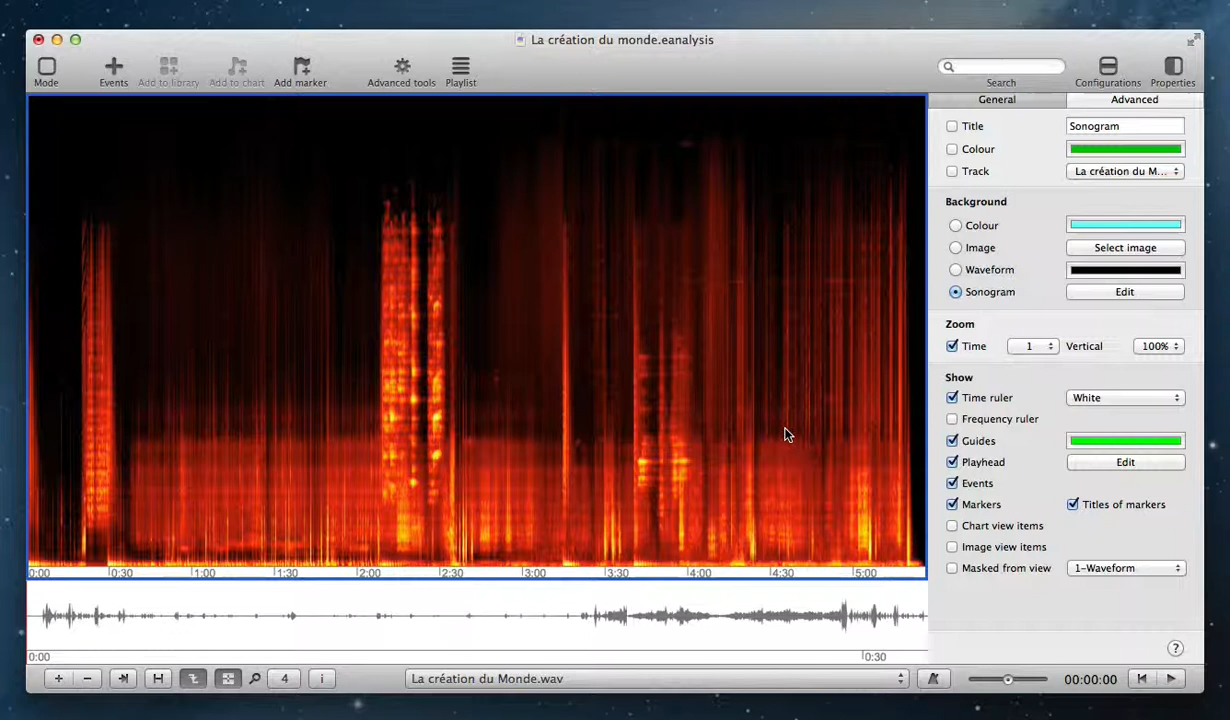 La création du monde.eanalysis
Mode
Events
Add to library
Add to chart
Add marker
Advanced tools
Playlist
Search
Configurations
Properties
General
Advanced
Title
Sonogram
Colour
Track
La création du M...
Background
Colour
Image
Select image
Waveform
Sonogram
Edit
Zoom
Time
1
Vertical
100%
Show
Time ruler
White
Frequency ruler
Guides
Playhead
Edit
Events
Markers
Titles of markers
Chart view items
Image view items
Masked from view
1-Waveform
0:00 0:30 1:00 1:30 2:00 2:30 3:00 3:30 4:00 4:30 5:00
0:00 0:30
?
+
−
4
i
La création du Monde.wav
00:00:00